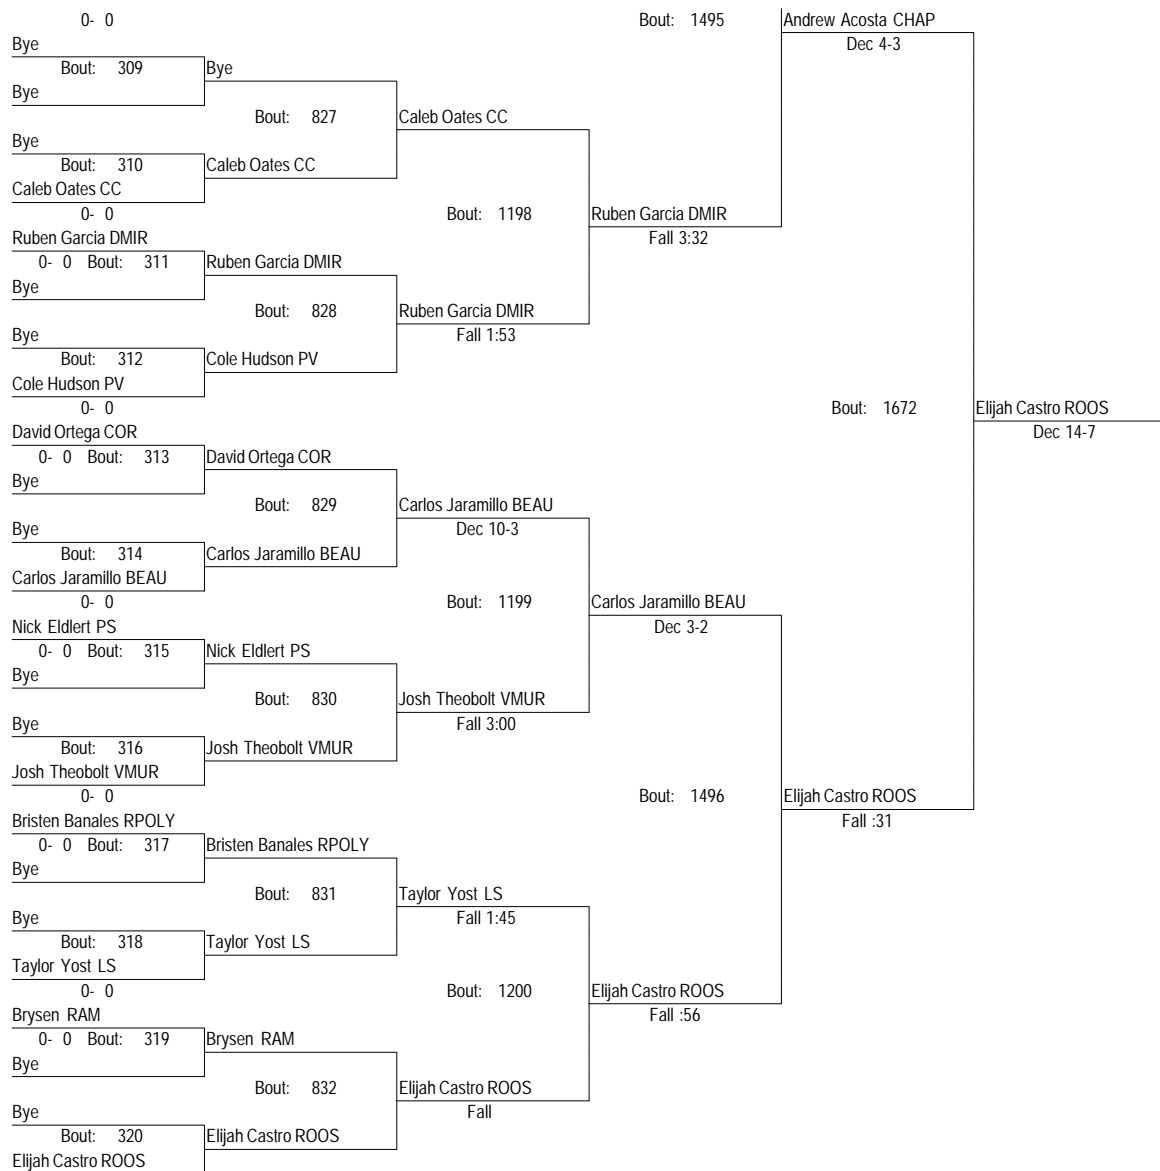 0- 0 Bout: 1495 Andrew Acosta CHAP
Bye Dec 4-3
Bout: 309 Bye
Bye
Bout: 827 Caleb Oates CC
Bye
Bout: 310 Caleb Oates CC
Caleb Oates CC
0- 0 Bout: 1198 Ruben Garcia DMIR
Ruben Garcia DMIR Fall 3:32
0- 0 Bout: 311 Ruben Garcia DMIR
Bye
Bout: 828 Ruben Garcia DMIR
Bye Fall 1:53
Bout: 312 Cole Hudson PV
Cole Hudson PV
0- 0 Bout: 1672 Elijah Castro ROOS
David Ortega COR Dec 14-7
0- 0 Bout: 313 David Ortega COR
Bye
Bout: 829 Carlos Jaramillo BEAU
Bye Dec 10-3
Bout: 314 Carlos Jaramillo BEAU
Carlos Jaramillo BEAU
0- 0 Bout: 1199 Carlos Jaramillo BEAU
Nick Eldlert PS Dec 3-2
0- 0 Bout: 315 Nick Eldlert PS
Bye
Bout: 830 Josh Theobolt VMUR
Bye Fall 3:00
Bout: 316 Josh Theobolt VMUR
Josh Theobolt VMUR
0- 0 Bout: 1496 Elijah Castro ROOS
Bristen Banales RPOLY Fall :31
0- 0 Bout: 317 Bristen Banales RPOLY
Bye
Bout: 831 Taylor Yost LS
Bye Fall 1:45
Bout: 318 Taylor Yost LS
Taylor Yost LS
0- 0 Bout: 1200 Elijah Castro ROOS
Brysen RAM Fall :56
0- 0 Bout: 319 Brysen RAM
Bye
Bout: 832 Elijah Castro ROOS
Bye Fall
Bout: 320 Elijah Castro ROOS
Elijah Castro ROOS